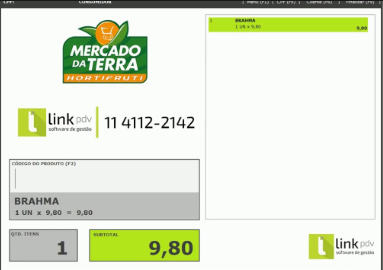 CPF: CONSUMIDOR
| Menu (F1) | CPF (F5) | Cliente (F6) | Finalizar (F9) |
MERCADO
DA TERRA
HORTIFRUTI
link pdv
software de gestão
11 4112-2142
1 BRAHMA
1 UN x 9,80 9,80
CÓDIGO DO PRODUTO (F2)
BRAHMA
1 UN x 9,80 = 9,80
QTD. ITENS
1
SUBTOTAL
9,80
link pdv
software de gestão